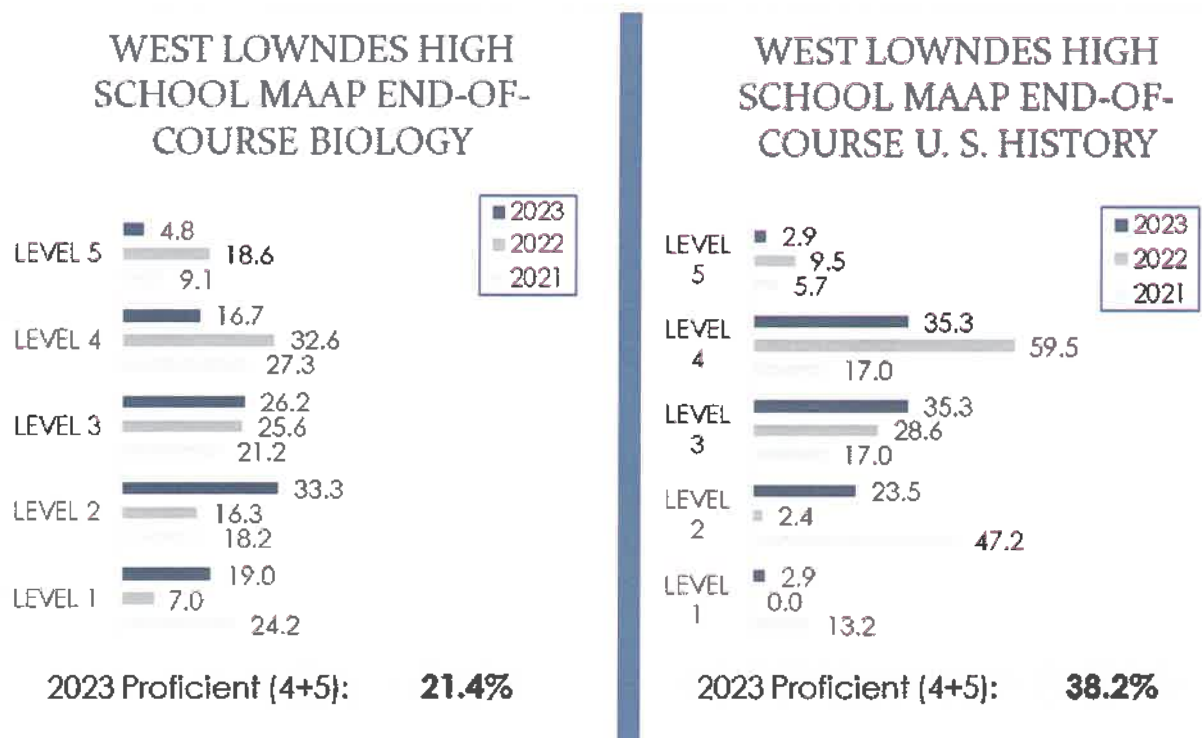 WEST LOWNDES HIGH
SCHOOL MAAP END-OF-
COURSE BIOLOGY
2023
2022
2021
LEVEL 5
4.8
18.6
9.1
LEVEL 4
16.7
32.6
27.3
LEVEL 3
26.2
25.6
21.2
LEVEL 2
33.3
16.3
18.2
LEVEL 1
19.0
7.0
24.2
2023 Proficient (4+5): 21.4%
WEST LOWNDES HIGH
SCHOOL MAAP END-OF-
COURSE U. S. HISTORY
2023
2022
2021
LEVEL
5
2.9
9.5
5.7
LEVEL
4
35.3
59.5
17.0
LEVEL
3
35.3
28.6
17.0
LEVEL
2
23.5
2.4
47.2
LEVEL
1
2.9
0.0
13.2
2023 Proficient (4+5): 38.2%